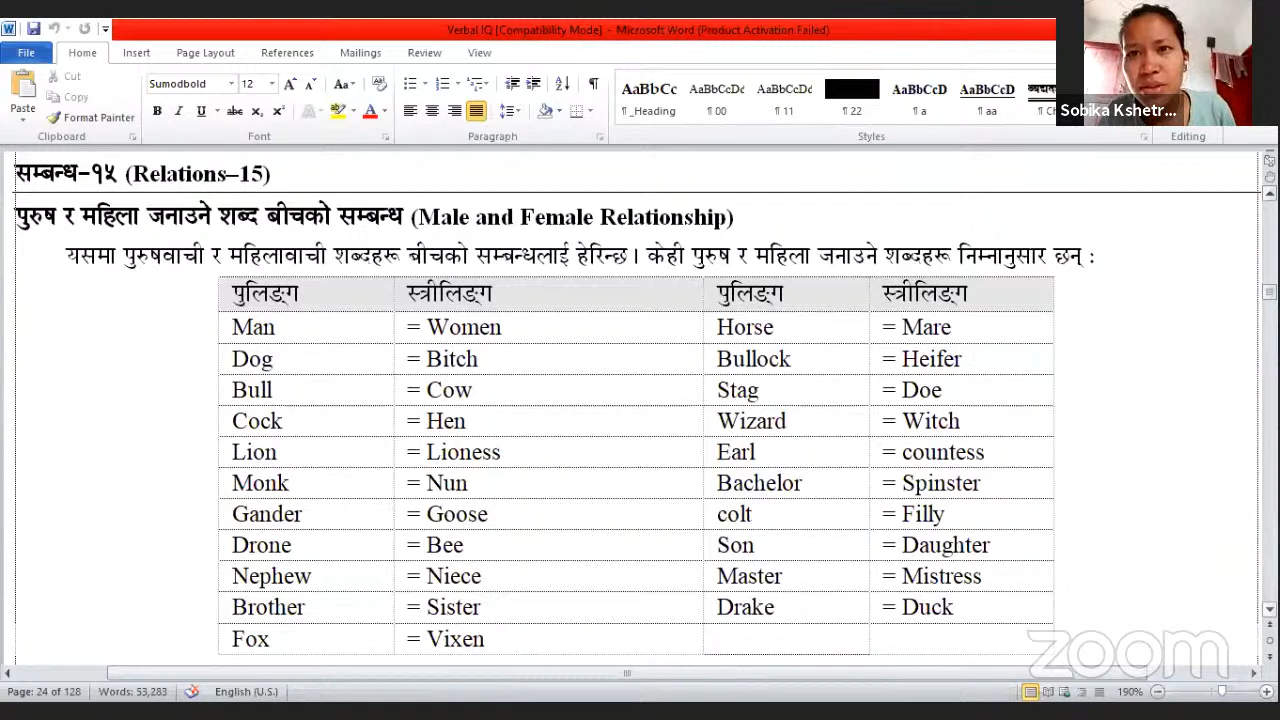 Verbal IQ [Compatibility Mode] - Microsoft Word (Product Activation Failed)
File Home Insert Page Layout References Mailings Review View
Cut
Copy
Format Painter
Paste
Sumodbold 12
Clipboard Font Paragraph Styles Editing
AaBbCc AaBbCcDc AaBbCcDc AaBbCcD AaBbCcD
¶ _Heading ¶ 00 ¶ 11 ¶ 22 ¶ a ¶ aa
Sobika Kshetr...
सम्बन्ध-१५ (Relations–15)
पुरुष र महिला जनाउने शब्द बीचको सम्बन्ध (Male and Female Relationship)
यसमा पुरुषवाची र महिलावाची शब्दहरू बीचको सम्बन्धलाई हेरिन्छ। केही पुरुष र महिला जनाउने शब्दहरू निम्नानुसार छन् :
पुलिङ्ग स्त्रीलिङ्ग पुलिङ्ग स्त्रीलिङ्ग
Man = Women Horse = Mare
Dog = Bitch Bullock = Heifer
Bull = Cow Stag = Doe
Cock = Hen Wizard = Witch
Lion = Lioness Earl = countess
Monk = Nun Bachelor = Spinster
Gander = Goose colt = Filly
Drone = Bee Son = Daughter
Nephew = Niece Master = Mistress
Brother = Sister Drake = Duck
Fox = Vixen
zoom
Page: 24 of 128 Words: 53,283 English (U.S.) 190%